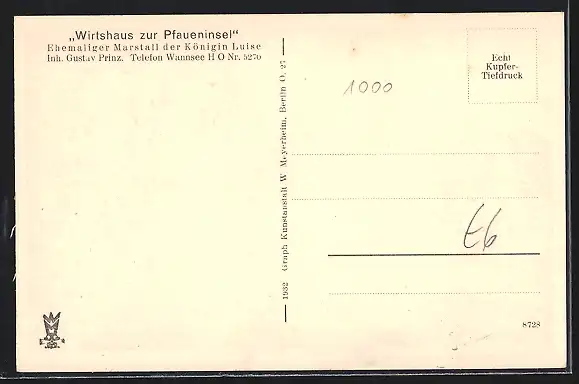 „Wirtshaus zur Pfaueninsel“
Ehemaliger Marstall der Königin Luise
Inh. Gustav Prinz. Telefon Wannsee H O Nr. 5270
1932 Graph Kunstanstalt W Meyerheim, Berlin O. 27
1000
Echt
Kupfer-
Tiefdruck
E6
8728